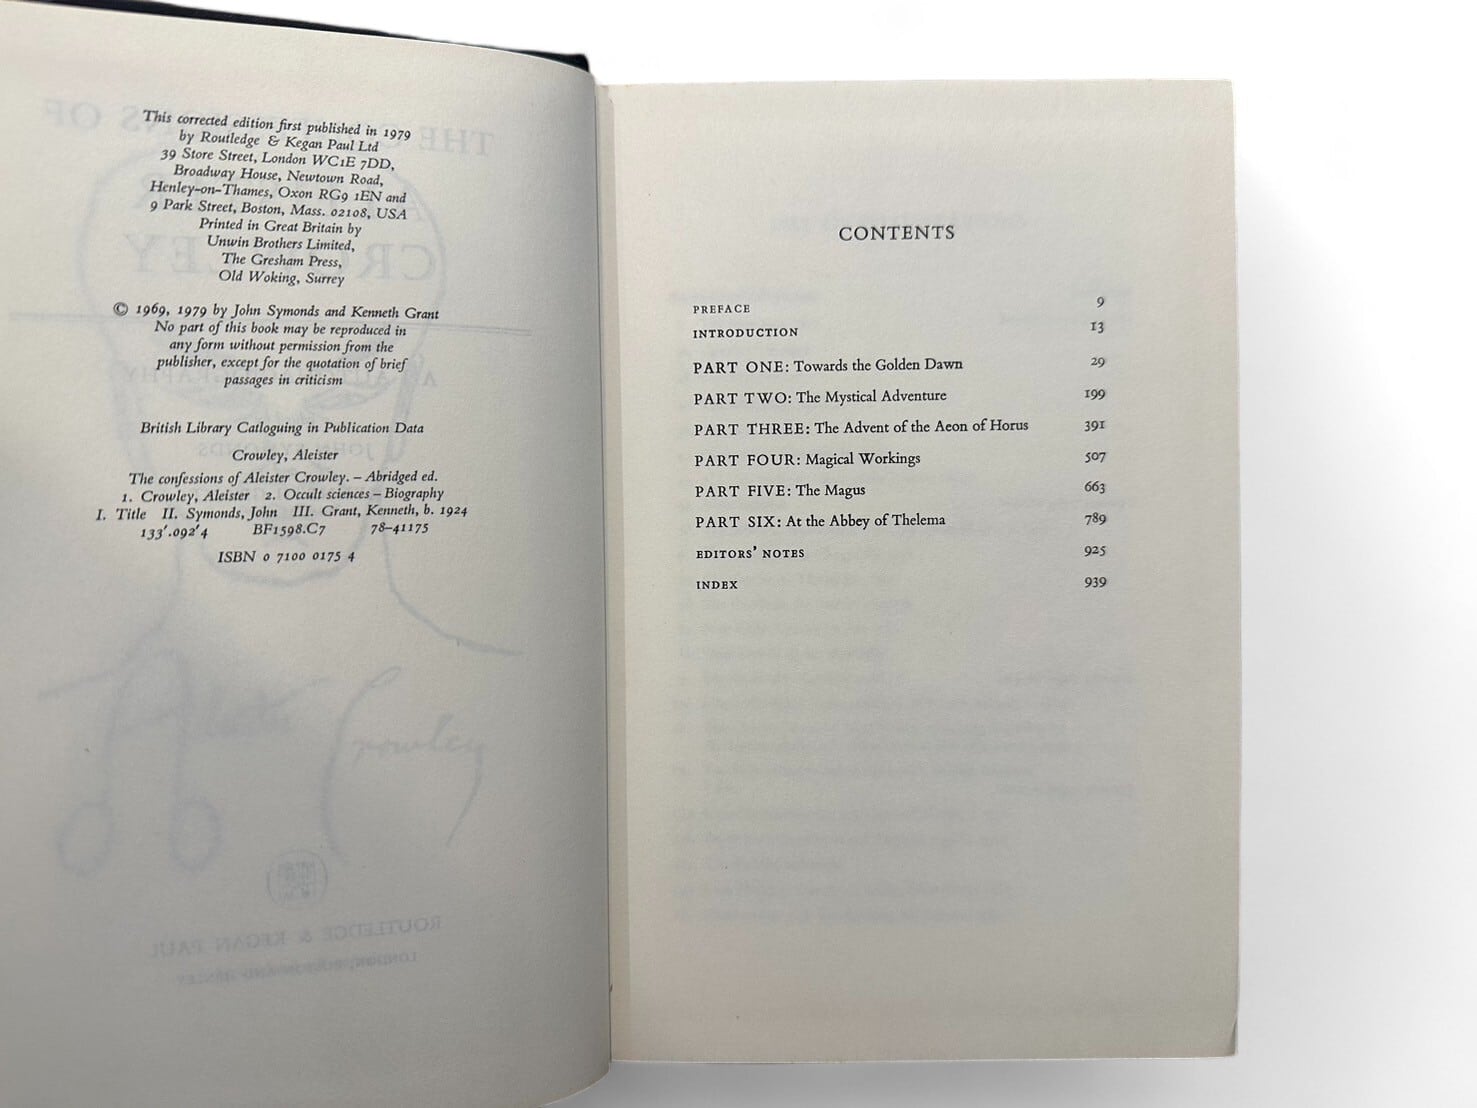 This corrected edition first published in 1979
by Routledge & Kegan Paul Ltd
39 Store Street, London WC1E 7DD,
Broadway House, Newtown Road,
Henley-on-Thames, Oxon RG9 1EN and
9 Park Street, Boston, Mass. 02108, USA
Printed in Great Britain by
Unwin Brothers Limited,
The Gresham Press,
Old Woking, Surrey
© 1969, 1979 by John Symonds and Kenneth Grant
No part of this book may be reproduced in
any form without permission from the
publisher, except for the quotation of brief
passages in criticism
British Library Catloguing in Publication Data
Crowley, Aleister
The confessions of Aleister Crowley. – Abridged ed.
1. Crowley, Aleister 2. Occult sciences – Biography
I. Title II. Symonds, John III. Grant, Kenneth, b. 1924
133'.092'4 BF1598.C7 78-41175
ISBN 0 7100 0175 4
CONTENTS
PREFACE 9
INTRODUCTION 13
PART ONE: Towards the Golden Dawn 29
PART TWO: The Mystical Adventure 199
PART THREE: The Advent of the Aeon of Horus 391
PART FOUR: Magical Workings 507
PART FIVE: The Magus 663
PART SIX: At the Abbey of Thelema 789
EDITORS' NOTES 925
INDEX 939